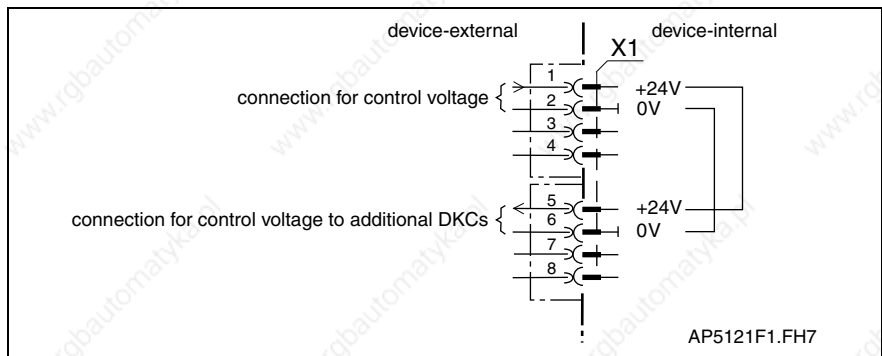 device-external
device-internal
X1
1
connection for control voltage
+24V
2
0V
3
4
5
connection for control voltage to additional DKCs
+24V
6
0V
7
8
AP5121F1.FH7
www.rgbautomatyka.pl